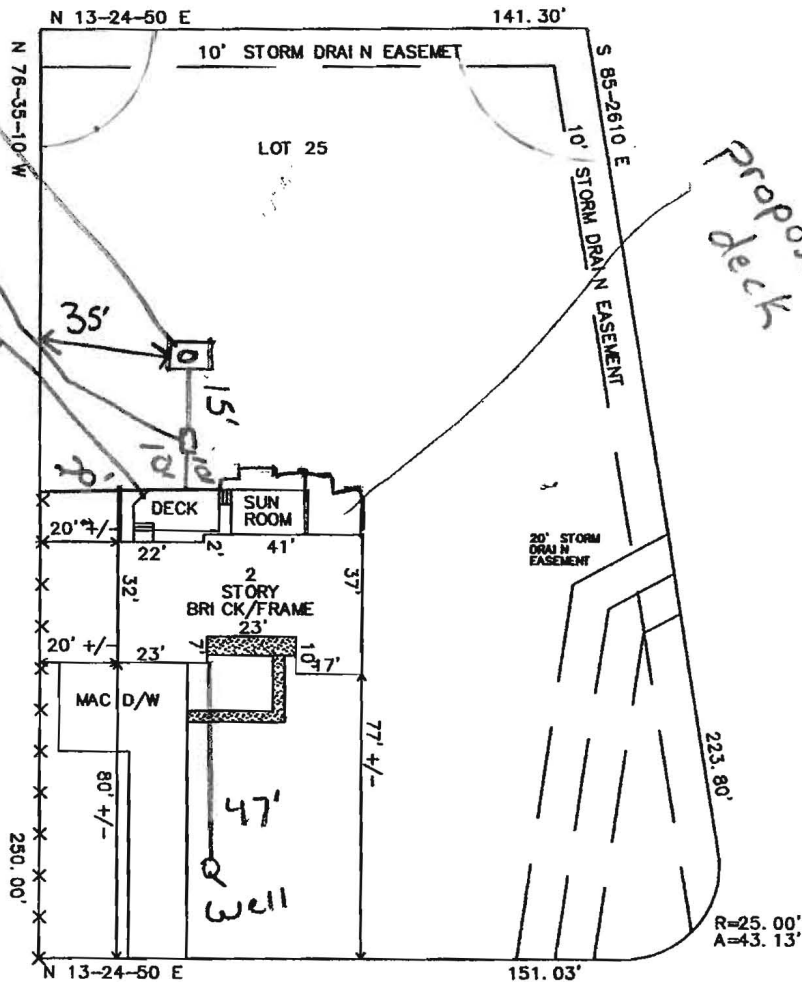 N 13-24-50 E
141.30'
10' STORM DRAIN EASEMET
N 76-35-10 W
S 85-2610 E
LOT 25
10' STORM DRAIN EASEMENT
deck
35'
15'
10'
10'
DECK
SUN
ROOM
20' +/-
22'
2'
41'
20' STORM
DRAIN
EASEMENT
32'
37'
2
STORY
BRICK/FRAME
23'
20' +/-
23'
7'
10'
17'
MAC D/W
80' +/-
77' +/-
223.80'
47'
250.00'
Well
R=25.00'
A=43.13'
N 13-24-50 E
151.03'